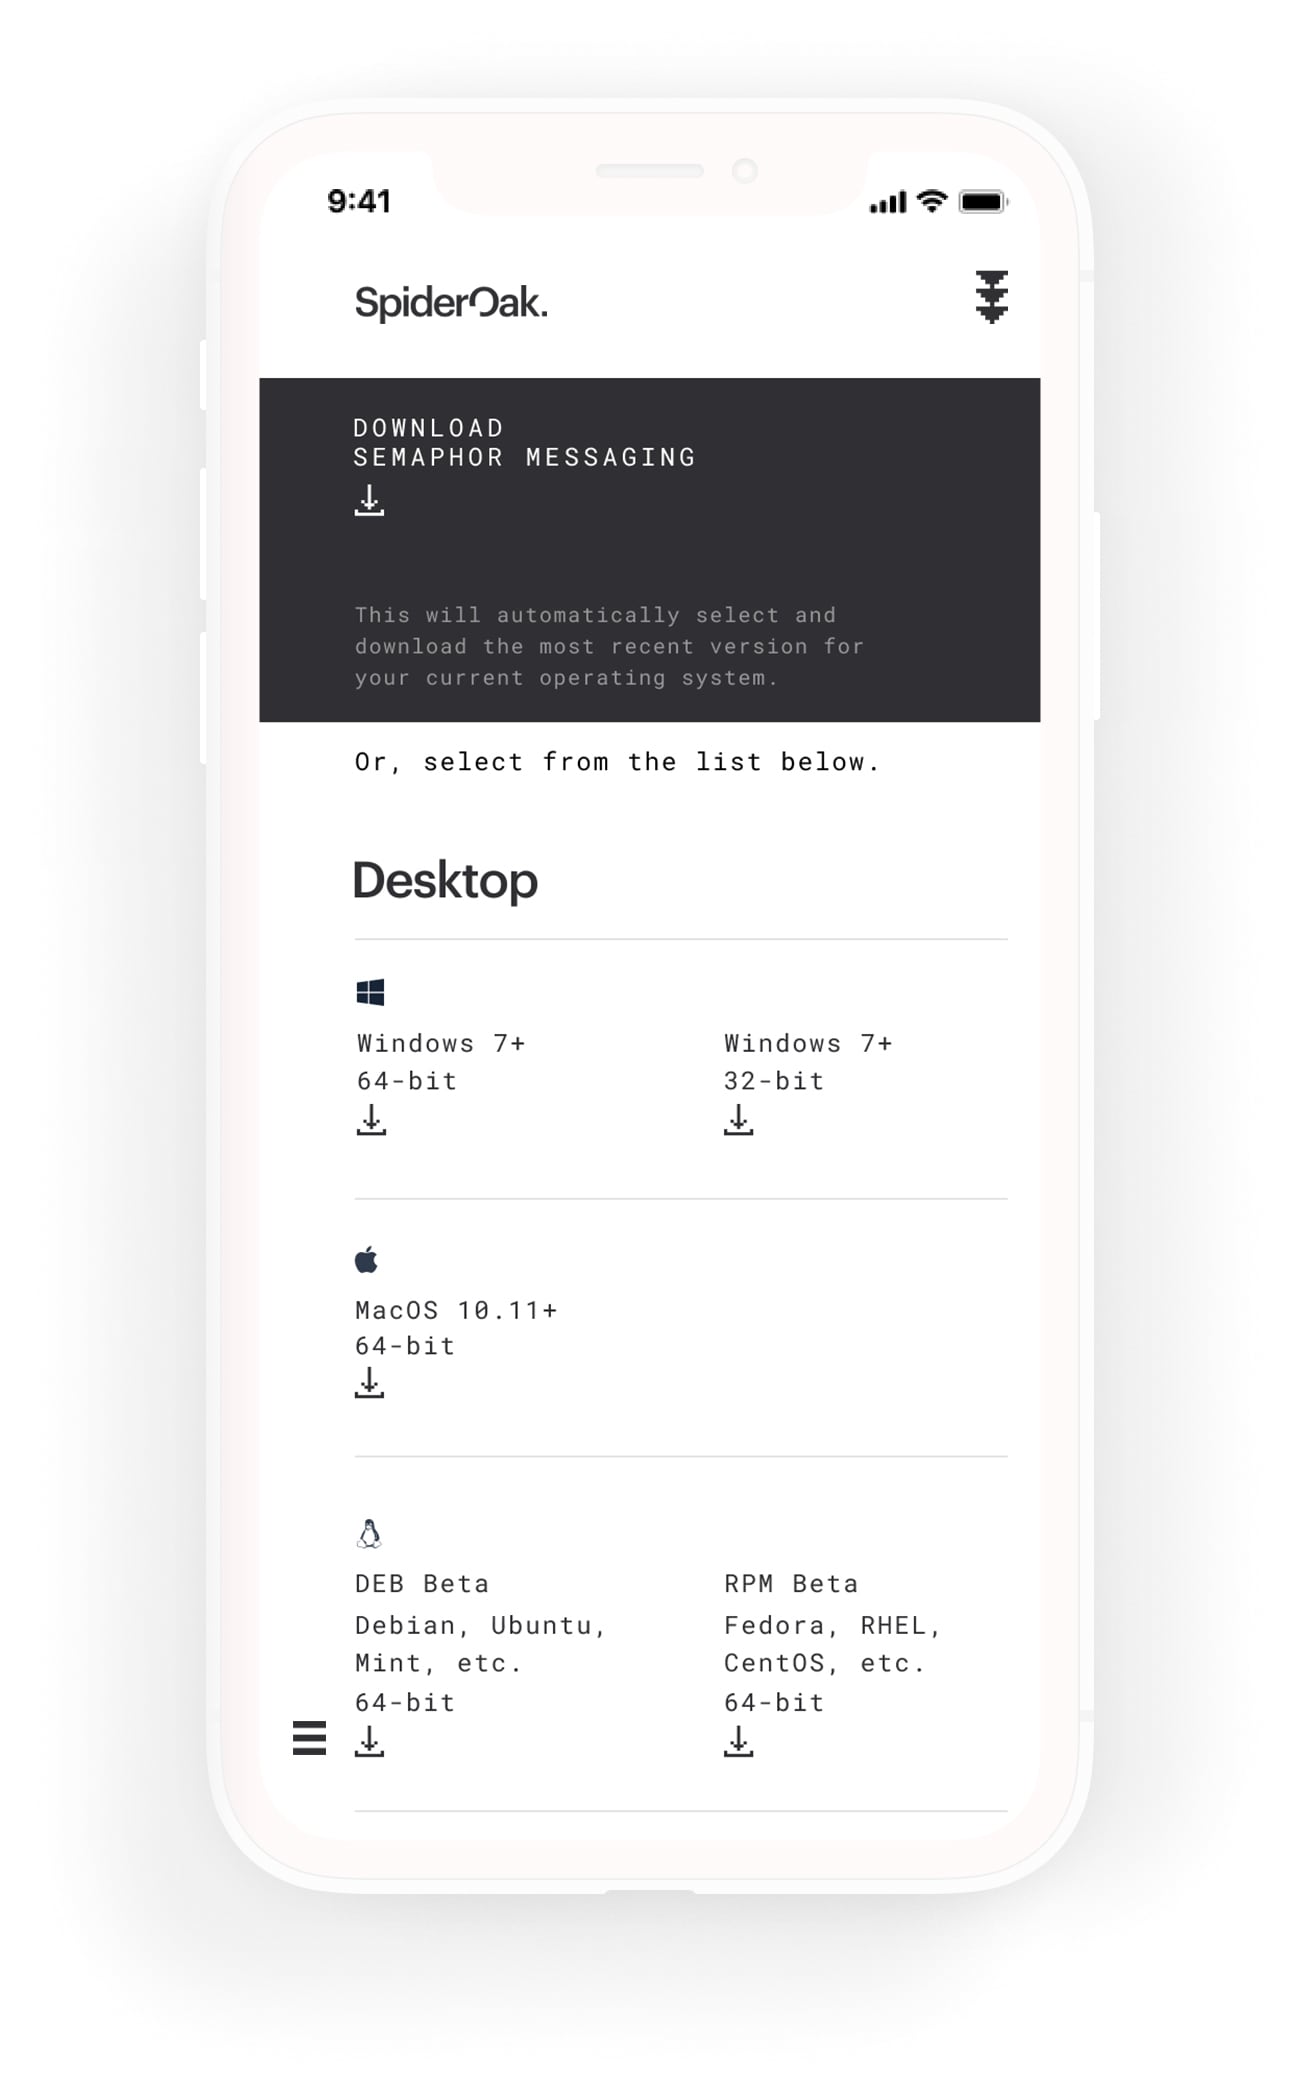 9:41
SpiderOak.
DOWNLOAD
SEMAPHOR MESSAGING
This will automatically select and
download the most recent version for
your current operating system.
Or, select from the list below.
Desktop
Windows 7+
64-bit
Windows 7+
32-bit
MacOS 10.11+
64-bit
DEB Beta
Debian, Ubuntu,
Mint, etc.
64-bit
RPM Beta
Fedora, RHEL,
CentOS, etc.
64-bit